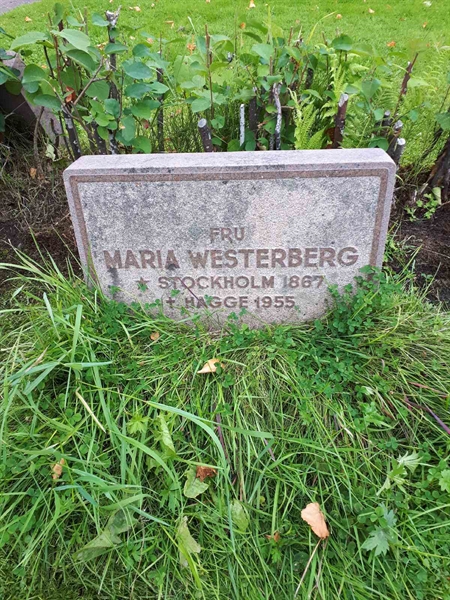 FRU
MARIA WESTERBERG
* STOCKHOLM 1867
† HAGGE 1955